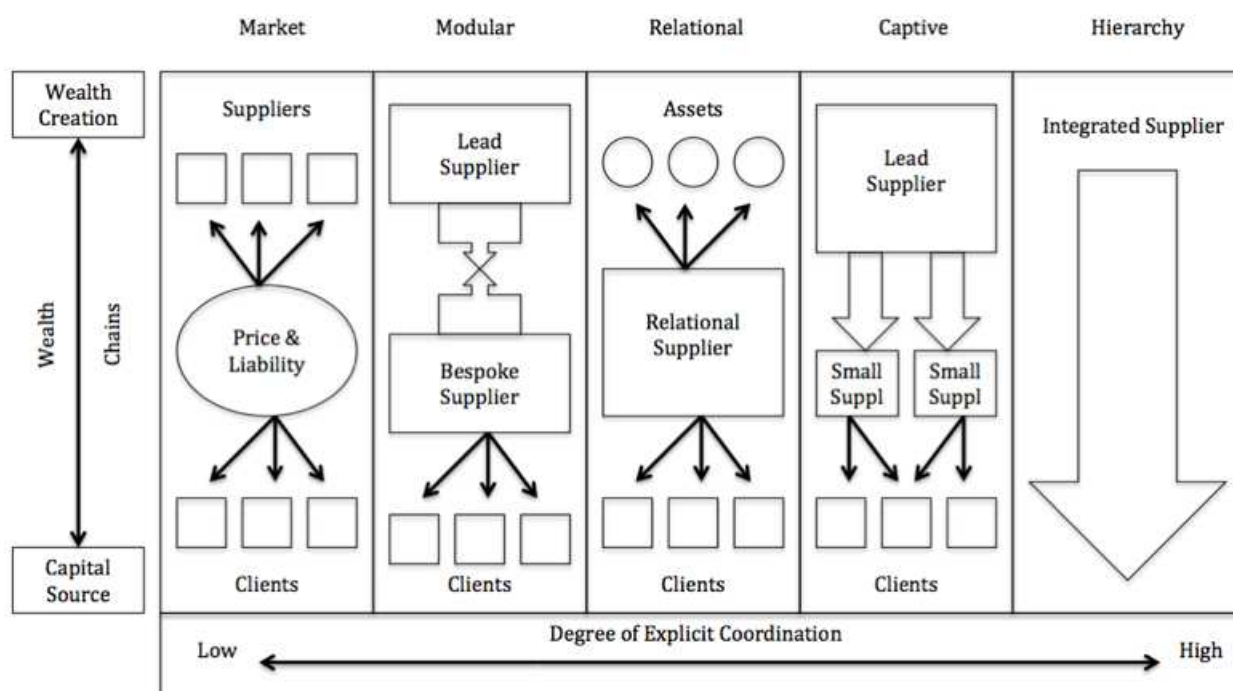 Market
Modular
Relational
Captive
Hierarchy
Wealth
Creation
Wealth
Chains
Capital
Source
Suppliers
Price &
Liability
Clients
Lead
Supplier
Bespoke
Supplier
Clients
Assets
Relational
Supplier
Clients
Lead
Supplier
Small
Suppl
Small
Suppl
Clients
Integrated Supplier
Degree of Explicit Coordination
Low
High